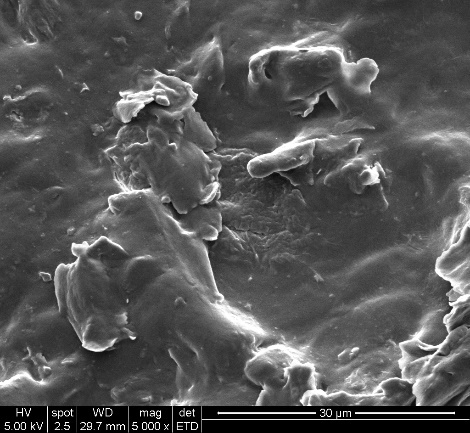 HV spot WD mag det
5.00 kV 2.5 29.7 mm 5 000 x ETD 30 µm